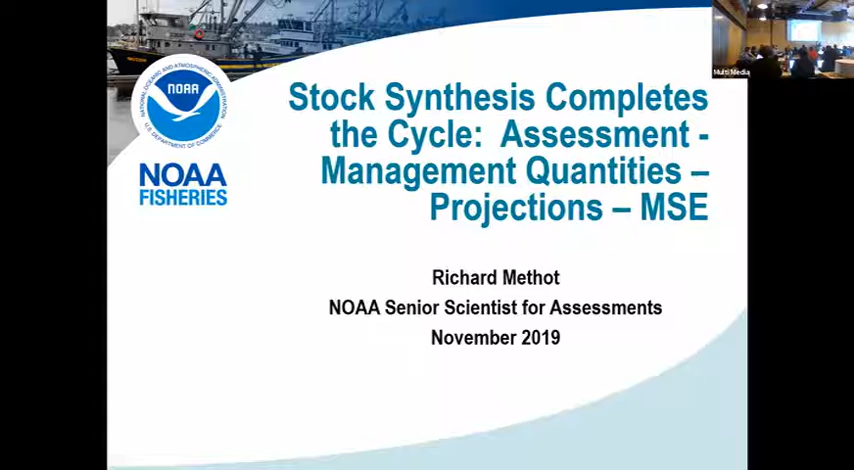 Multi Media
NATIONAL OCEANIC AND ATMOSPHERIC ADMINISTRATION
NOAA
U.S. DEPARTMENT OF COMMERCE
NOAA
FISHERIES
Stock Synthesis Completes
the Cycle:  Assessment -
Management Quantities –
Projections – MSE
Richard Methot
NOAA Senior Scientist for Assessments
November 2019